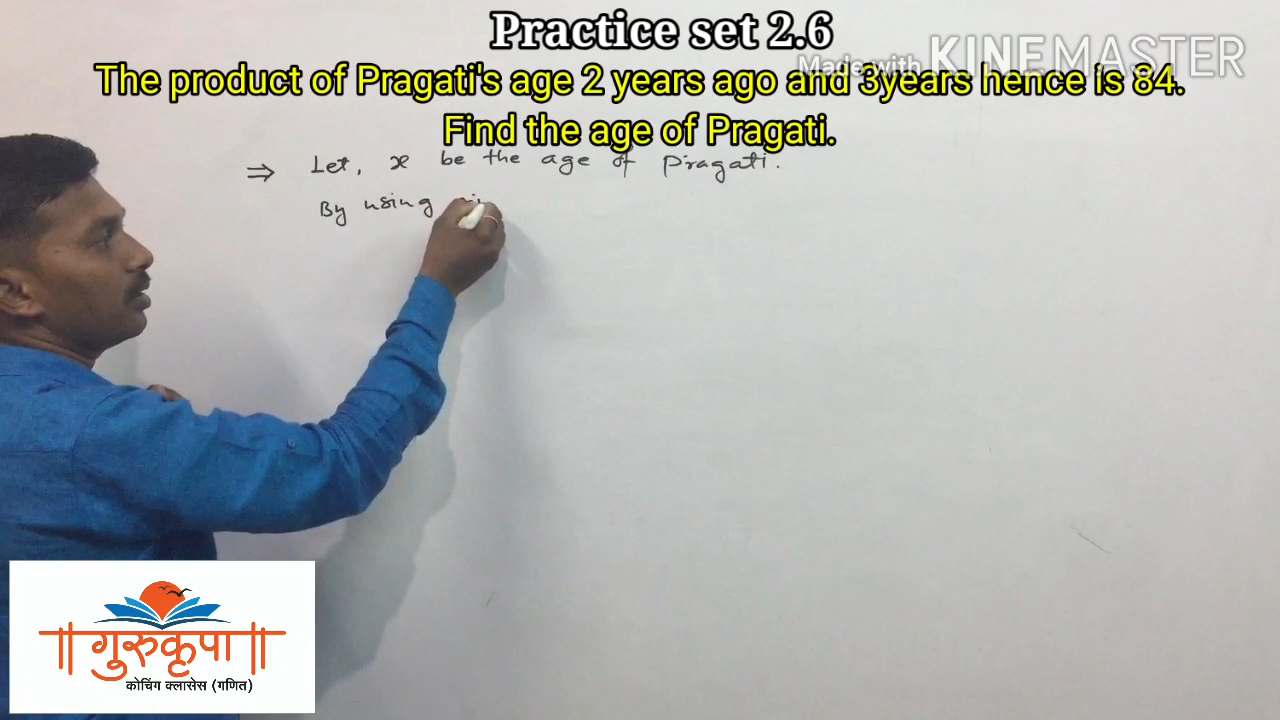 Practice set 2.6
Made with KINEMASTER
The product of Pragati's age 2 years ago and 3years hence is 84.
Find the age of Pragati.
⇒ Let, x be the age of Pragati.
By using
॥ गुरुकृपा ॥
कोचिंग क्लासेस (गणित)